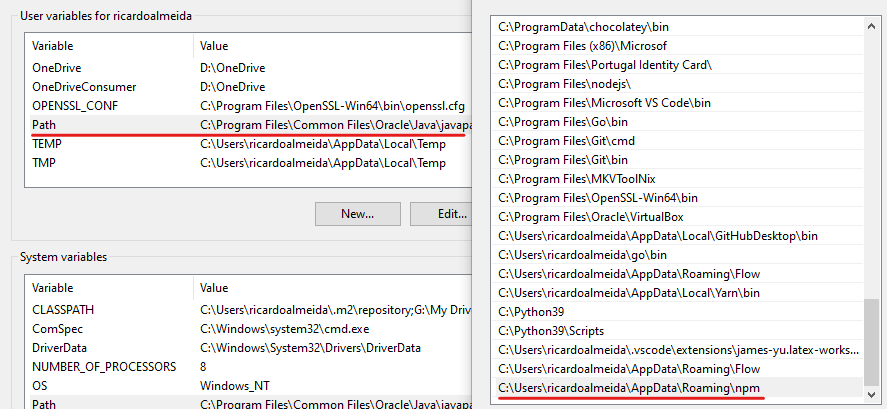 User variables for ricardoalmeida
Variable Value
OneDrive D:\OneDrive
OneDriveConsumer D:\OneDrive
OPENSSL_CONF C:\Program Files\OpenSSL-Win64\bin\openssl.cfg
Path C:\Program Files\Common Files\Oracle\Java\javapa
TEMP C:\Users\ricardoalmeida\AppData\Local\Temp
TMP C:\Users\ricardoalmeida\AppData\Local\Temp
New... Edit...
System variables
Variable Value
CLASSPATH C:\Users\ricardoalmeida\.m2\repository;G:\My Driv
ComSpec C:\Windows\system32\cmd.exe
DriverData C:\Windows\System32\Drivers\DriverData
NUMBER_OF_PROCESSORS 8
OS Windows_NT
Path C:\Program Files\Common Files\Oracle\Java\javapa
C:\ProgramData\chocolatey\bin
C:\Program Files (x86)\Microsof
C:\Program Files\Portugal Identity Card\
C:\Program Files\nodejs\
C:\Program Files\Microsoft VS Code\bin
C:\Program Files\Go\bin
C:\Program Files\Git\cmd
C:\Program Files\Git\bin
C:\Program Files\MKVToolNix
C:\Program Files\OpenSSL-Win64\bin
C:\Program Files\Oracle\VirtualBox
C:\Users\ricardoalmeida\AppData\Local\GitHubDesktop\bin
C:\Users\ricardoalmeida\go\bin
C:\Users\ricardoalmeida\AppData\Roaming\Flow
C:\Users\ricardoalmeida\AppData\Local\Yarn\bin
C:\Python39
C:\Python39\Scripts
C:\Users\ricardoalmeida\.vscode\extensions\james-yu.latex-works...
C:\Users\ricardoalmeida\AppData\Roaming\Flow
C:\Users\ricardoalmeida\AppData\Roaming\npm